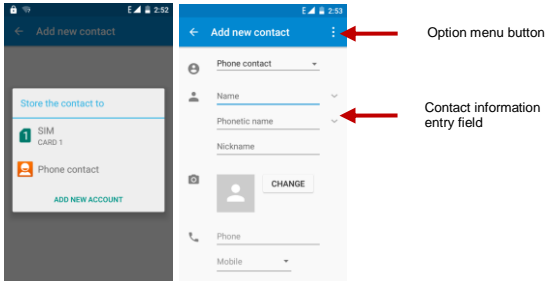 E 2:52
Add new contact
Store the contact to
1 SIM
CARD 1
Phone contact
ADD NEW ACCOUNT
E 2:53
Add new contact
Phone contact
Name
Phonetic name
Nickname
CHANGE
Phone
Mobile
Option menu button
Contact information
entry field